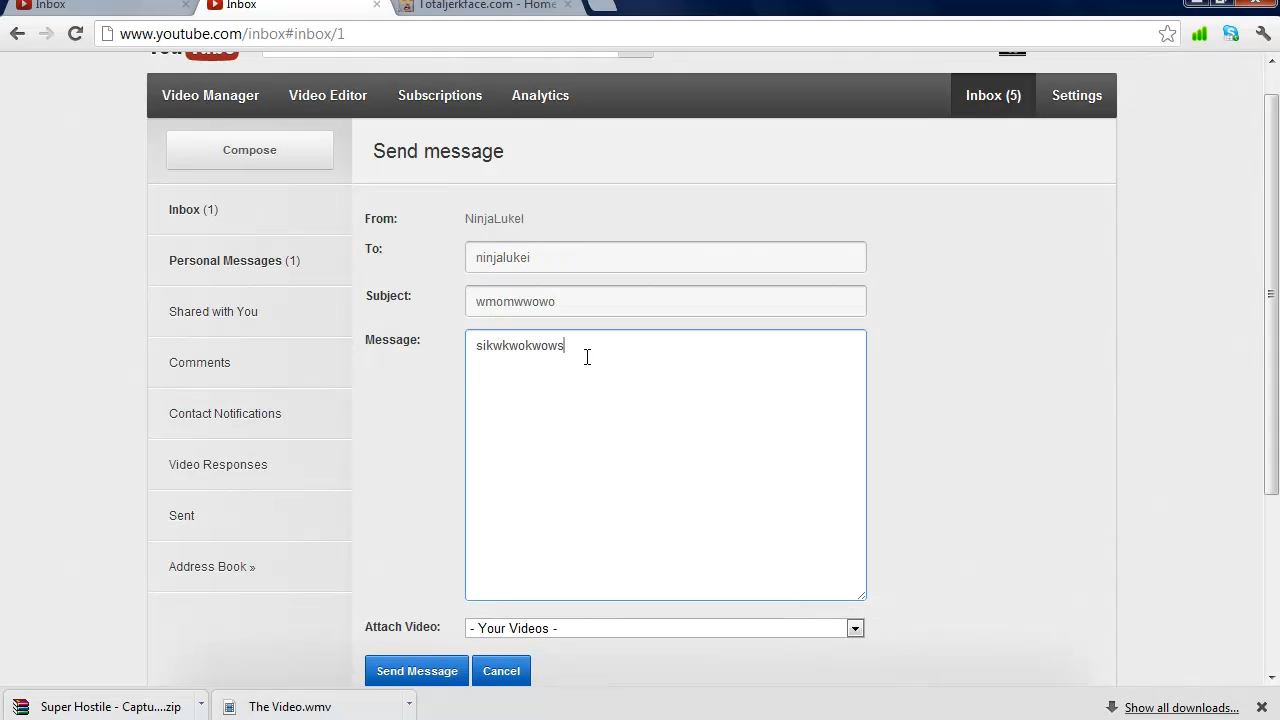 Inbox
Inbox
Totaljerkface.com - Home
www.youtube.com/inbox#inbox/1
Video Manager
Video Editor
Subscriptions
Analytics
Inbox (5)
Settings
Compose
Send message
Inbox (1)
Personal Messages (1)
Shared with You
Comments
Contact Notifications
Video Responses
Sent
Address Book »
From: NinjaLukeI
To: ninjalukei
Subject: wmomwwowo
Message: sikwkwokwows
Attach Video: - Your Videos -
Send Message
Cancel
Super Hostile - Captu....zip
The Video.wmv
Show all downloads...